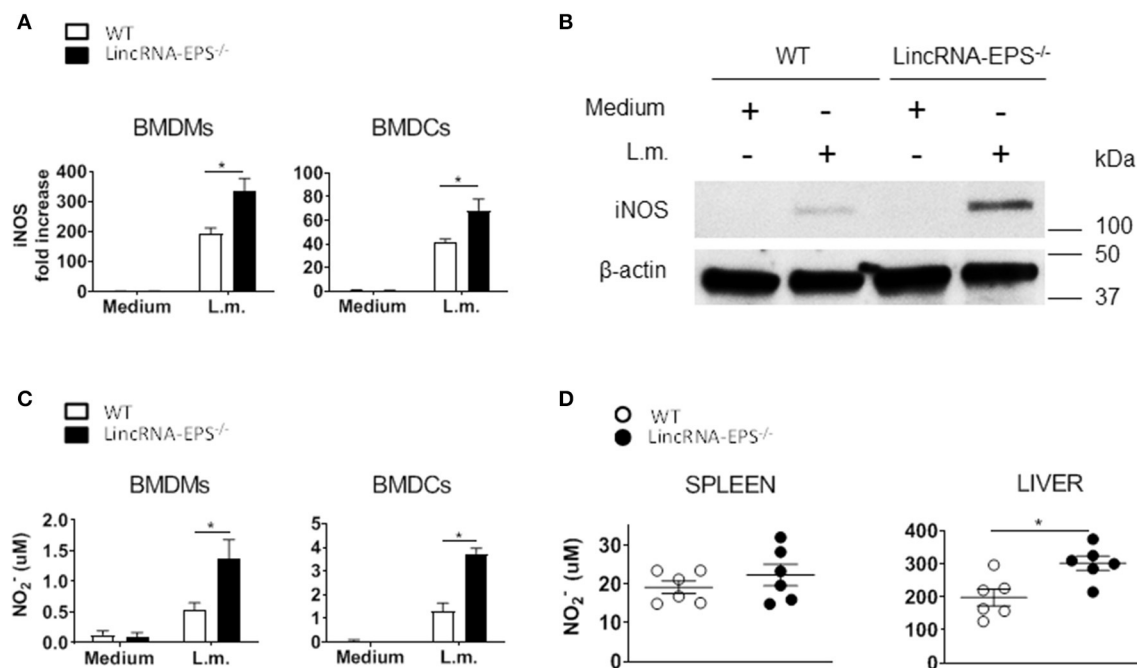 A
WT
LincRNA-EPS-/-
BMDMs
BMDCs
iNOS
fold increase
400
300
200
100
0
Medium L.m.
100
80
60
40
20
0
Medium L.m.
B
WT LincRNA-EPS-/-
Medium + - + -
L.m. - + - + kDa
iNOS
100
β-actin
50
37
C
WT
LincRNA-EPS-/-
BMDMs
BMDCs
NO2- (uM)
2.0
1.5
1.0
0.5
0.0
* 
Medium L.m.
5
4
3
2
1
0
*
Medium L.m.
D
WT
LincRNA-EPS-/-
SPLEEN
LIVER
NO2- (uM)
30
20
10
0
400
300
200
100
0
*